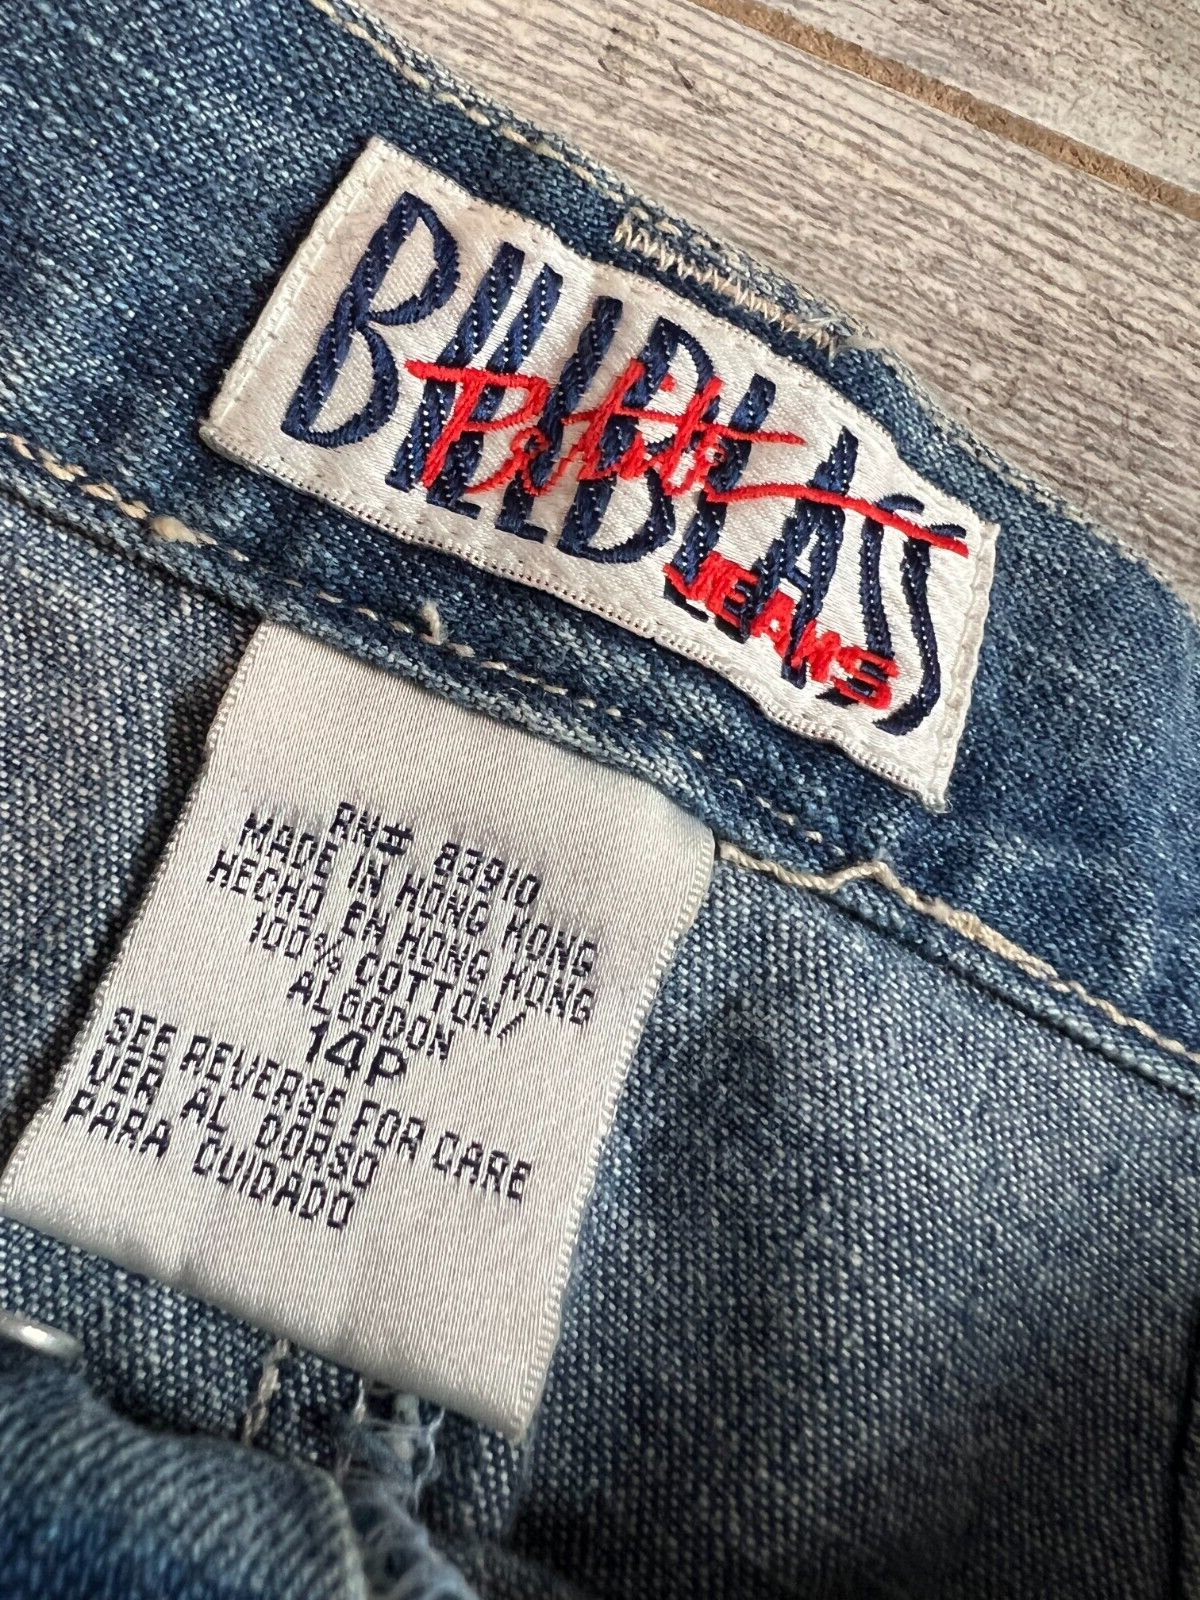 BILL BLASS
Petite
JEANS
RN# 83910
MADE IN HONG KONG
HECHO EN HONG KONG
100% COTTON/
ALGODON
14P
SEE REVERSE FOR CARE
VER AL DORSO
PARA CUIDADO